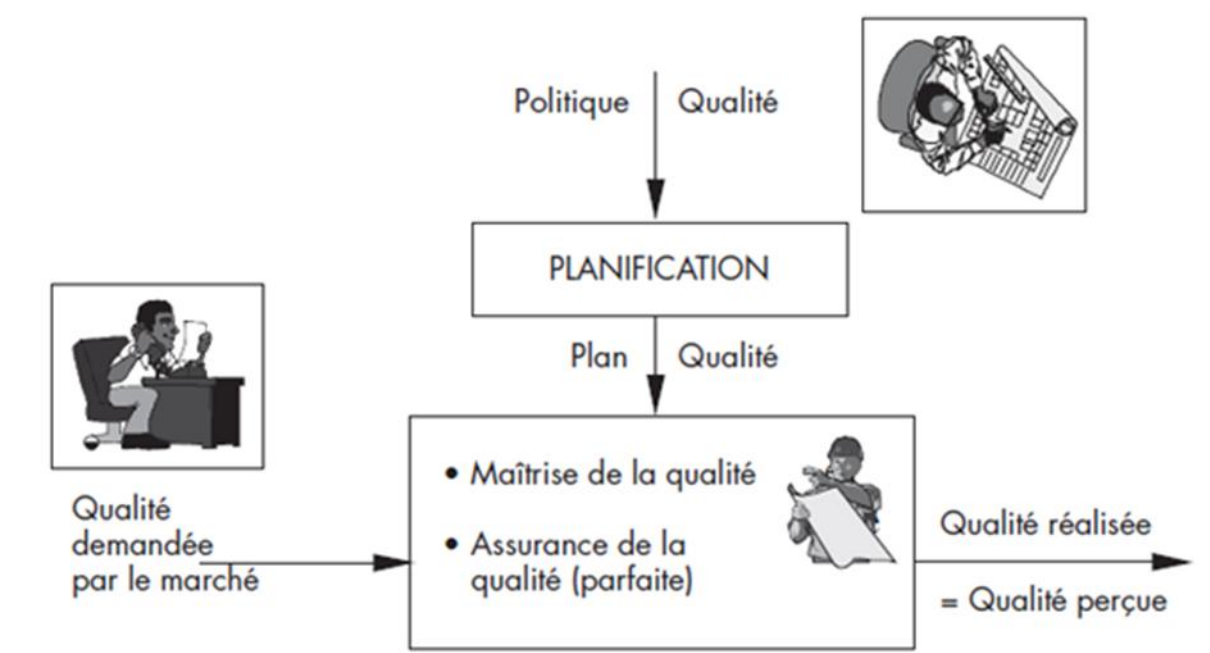 Politique Qualité
PLANIFICATION
Plan Qualité
Qualité
demandée
par le marché
• Maîtrise de la qualité
• Assurance de la
qualité (parfaite)
Qualité réalisée
= Qualité perçue